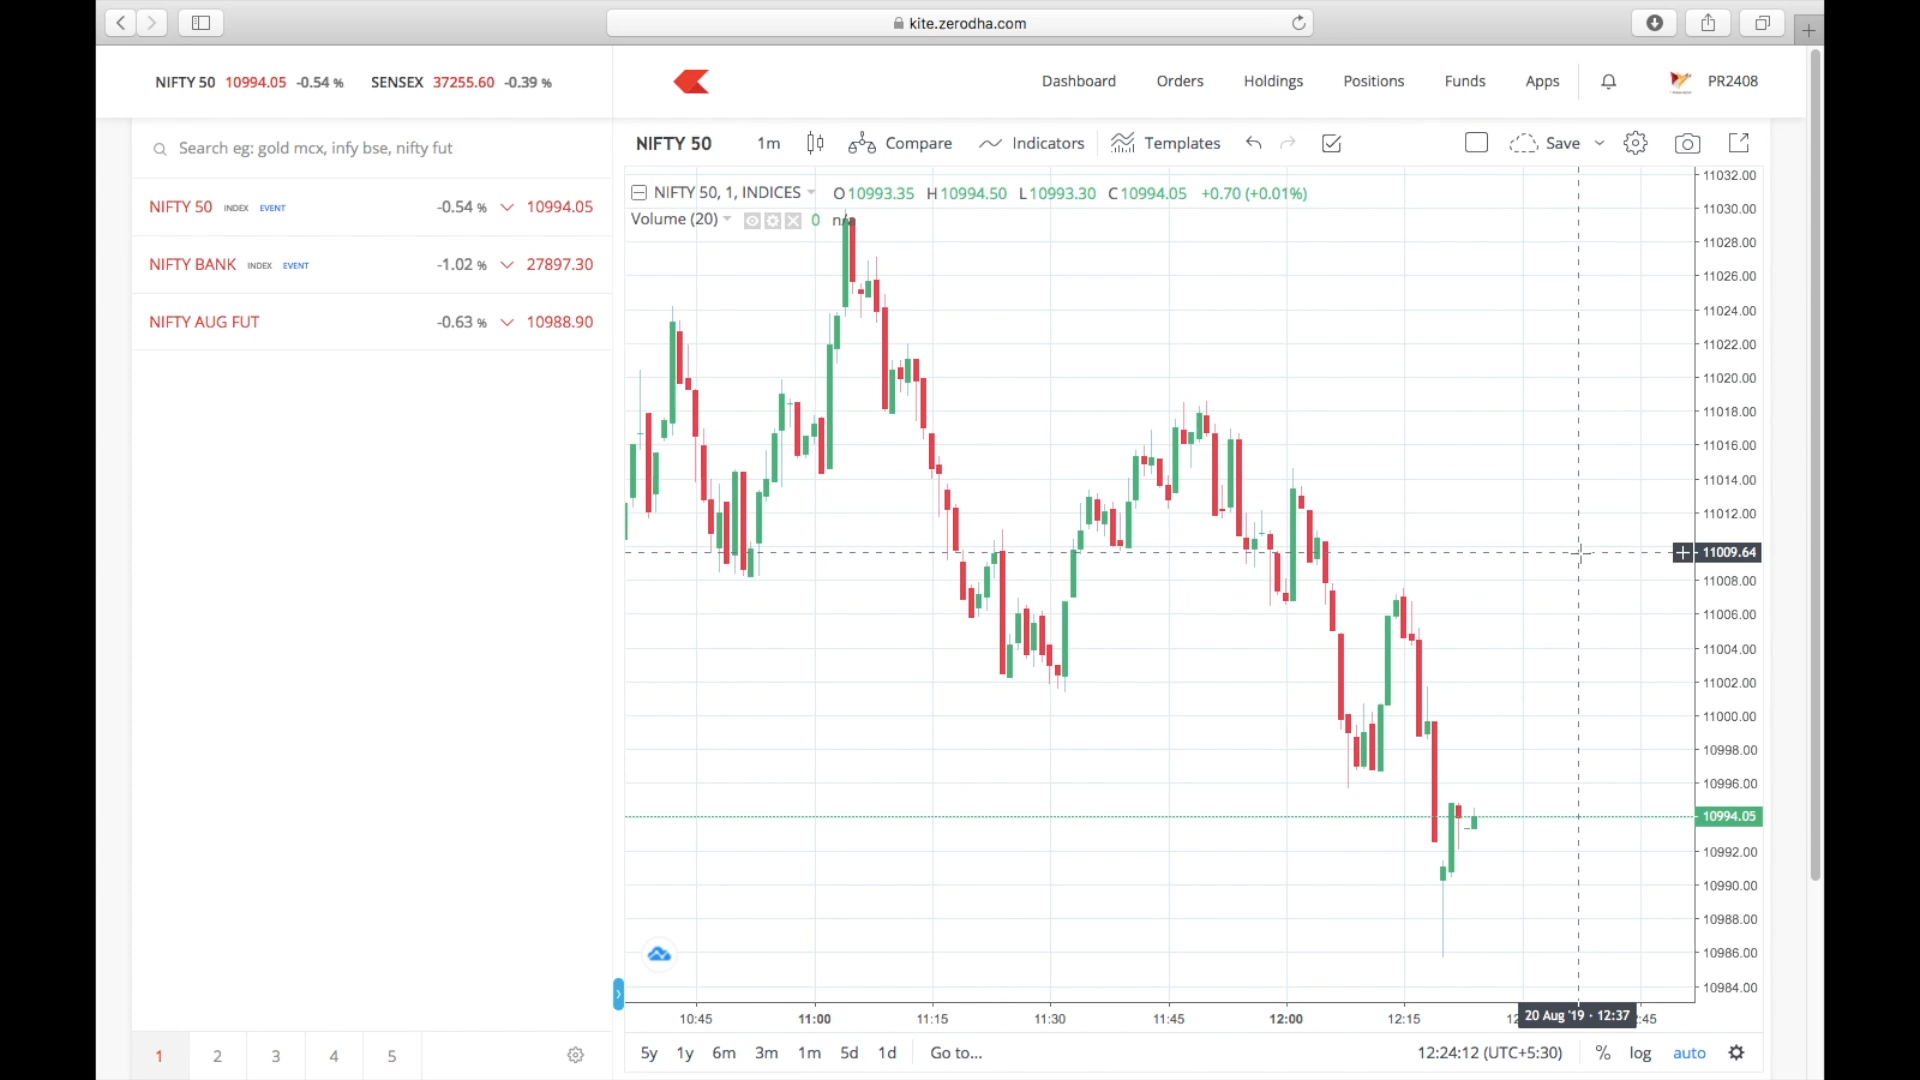 kite.zerodha.com
NIFTY 50 10994.05 -0.54 % SENSEX 37255.60 -0.39 %
Dashboard Orders Holdings Positions Funds Apps PR2408
Search eg: gold mcx, infy bse, nifty fut
NIFTY 50 INDEX EVENT -0.54 % 10994.05
NIFTY BANK INDEX EVENT -1.02 % 27897.30
NIFTY AUG FUT -0.63 % 10988.90
1 2 3 4 5
NIFTY 50 1m Compare Indicators Templates Save
NIFTY 50, 1, INDICES O10993.35 H10994.50 L10993.30 C10994.05 +0.70 (+0.01%)
Volume (20) 0 n/a
11032.00
11030.00
11028.00
11026.00
11024.00
11022.00
11020.00
11018.00
11016.00
11014.00
11012.00
11009.64
11008.00
11006.00
11004.00
11002.00
11000.00
10998.00
10996.00
10994.05
10992.00
10990.00
10988.00
10986.00
10984.00
10:45 11:00 11:15 11:30 11:45 12:00 12:15 20 Aug '19 · 12:37 :45
5y 1y 6m 3m 1m 5d 1d Go to... 12:24:12 (UTC+5:30) % log auto